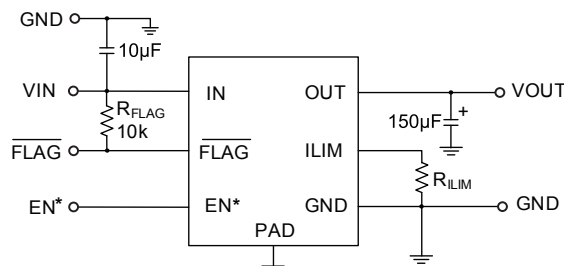 GND
10µF
VIN
IN
OUT
VOUT
RFLAG
10k
150µF
+
FLAG
FLAG
ILIM
RILIM
EN*
EN*
GND
GND
PAD